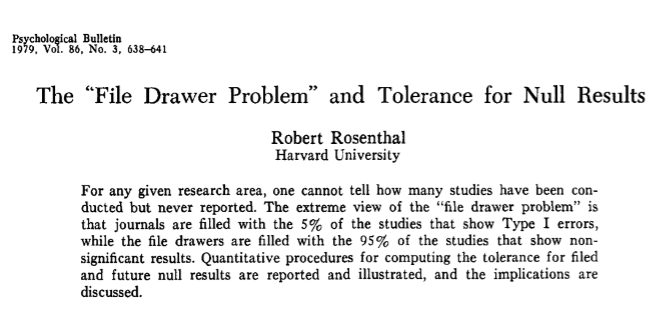 Psychological Bulletin
1979, Vol. 86, No. 3, 638–641
The “File Drawer Problem” and Tolerance for Null Results
Robert Rosenthal
Harvard University
For any given research area, one cannot tell how many studies have been con-
ducted but never reported. The extreme view of the “file drawer problem” is
that journals are filled with the 5% of the studies that show Type I errors,
while the file drawers are filled with the 95% of the studies that show non-
significant results. Quantitative procedures for computing the tolerance for filed
and future null results are reported and illustrated, and the implications are
discussed.